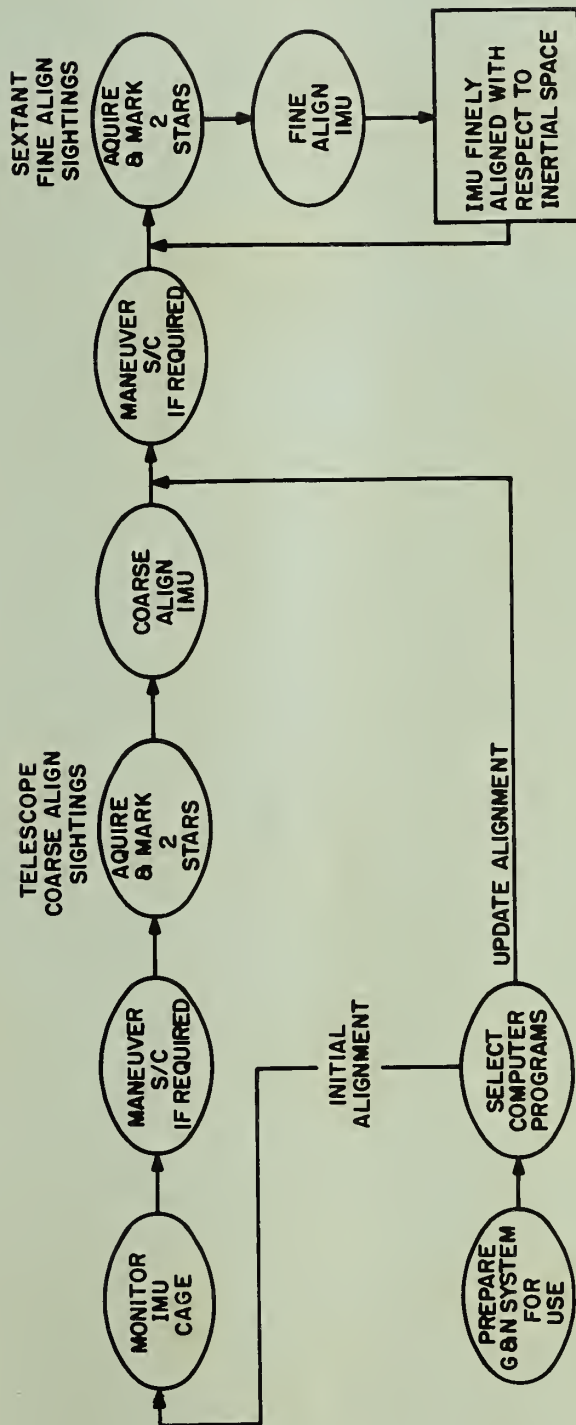 PREPARE
G&N SYSTEM
FOR
USE
SELECT
COMPUTER
PROGRAMS
INITIAL
ALIGNMENT
UPDATE ALIGNMENT
MONITOR
IMU
CAGE
MANEUVER
S/C
IF REQUIRED
TELESCOPE
COARSE ALIGN
SIGHTINGS
AQUIRE
& MARK
2
STARS
COARSE
ALIGN
IMU
MANEUVER
S/C
IF REQUIRED
SEXTANT
FINE ALIGN
SIGHTINGS
AQUIRE
& MARK
2
STARS
FINE
ALIGN
IMU
IMU FINELY
ALIGNED WITH
RESPECT TO
INERTIAL SPACE